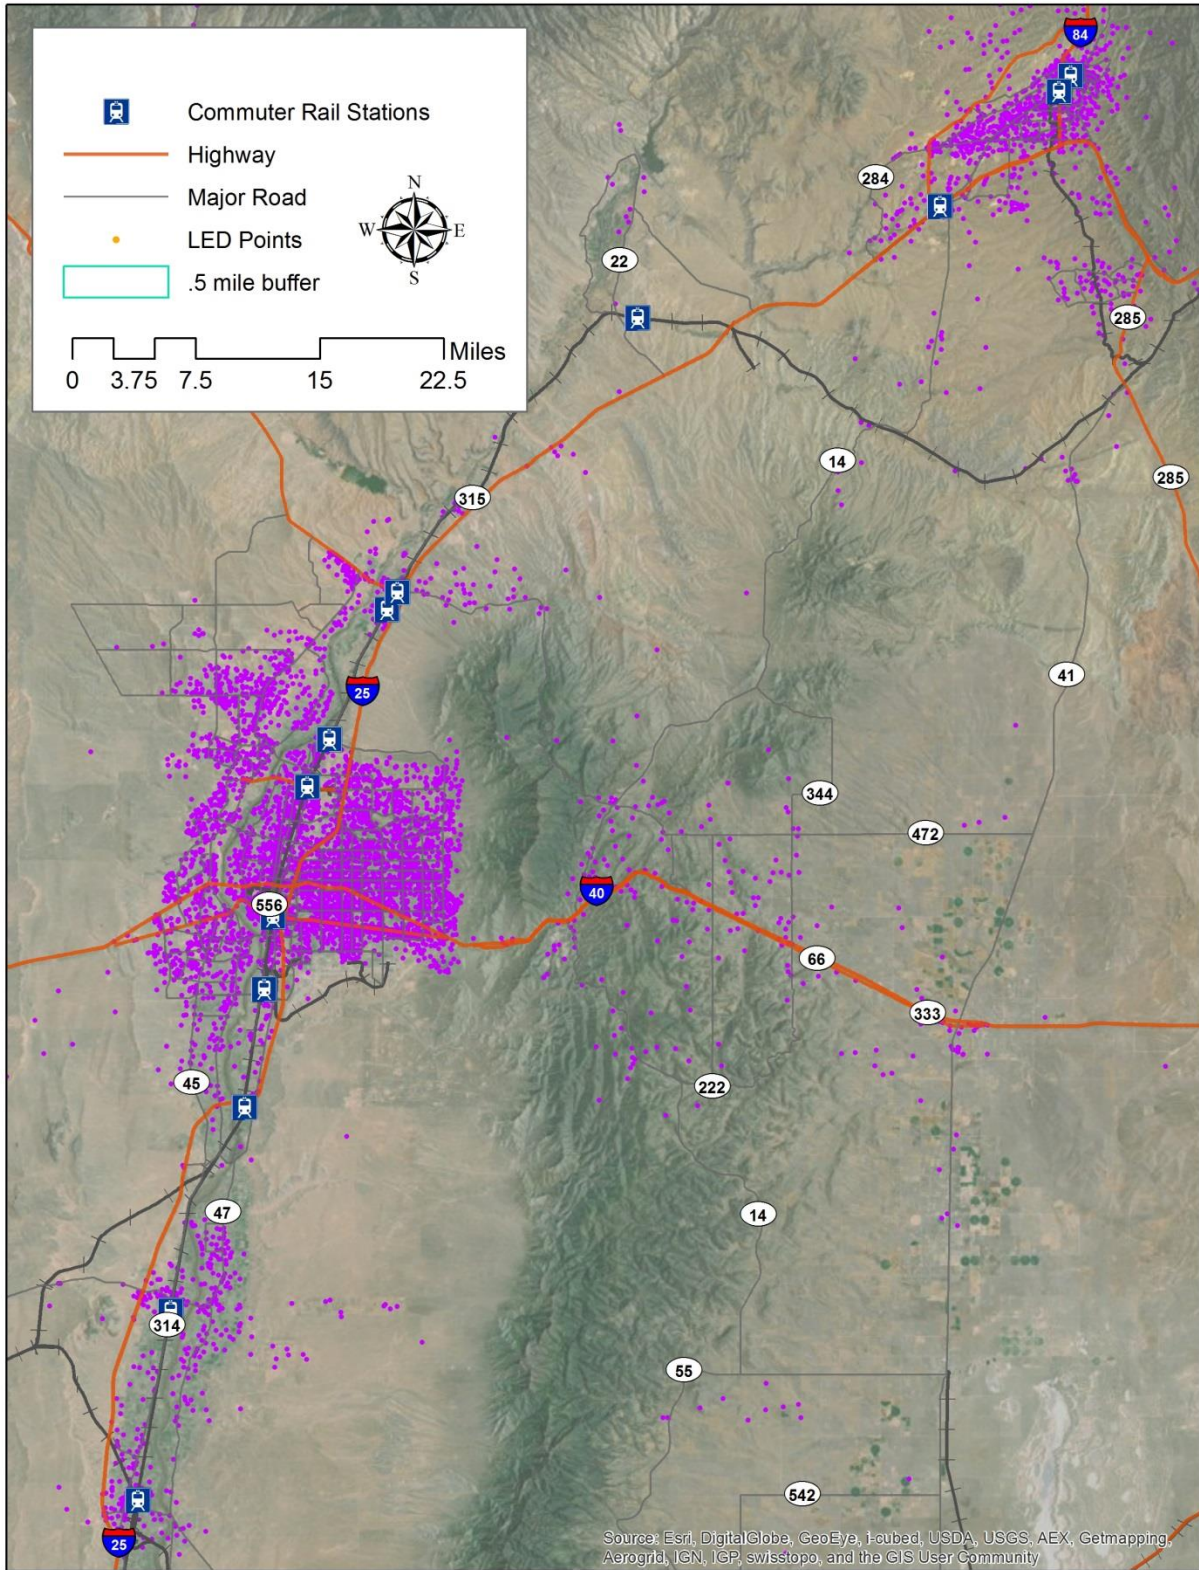 84
Commuter Rail Stations
Highway
Major Road
LED Points
.5 mile buffer
N
W E
S
Miles
0 3.75 7.5 15 22.5
284
22
285
14
285
315
41
25
344
472
40
556
66
333
45
222
47
14
314
55
542
25
Source: Esri, DigitalGlobe, GeoEye, i-cubed, USDA, USGS, AEX, Getmapping,
Aerogrid, IGN, IGP, swisstopo, and the GIS User Community